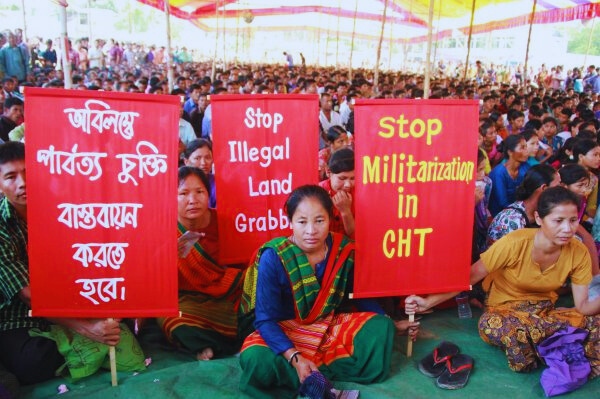 অবিলম্বে
পার্বত্য চুক্তি
বাস্তবায়ন
করতে
হবে।
Stop
Illegal
Land
Grabb
stop
Militarization
in
CHT